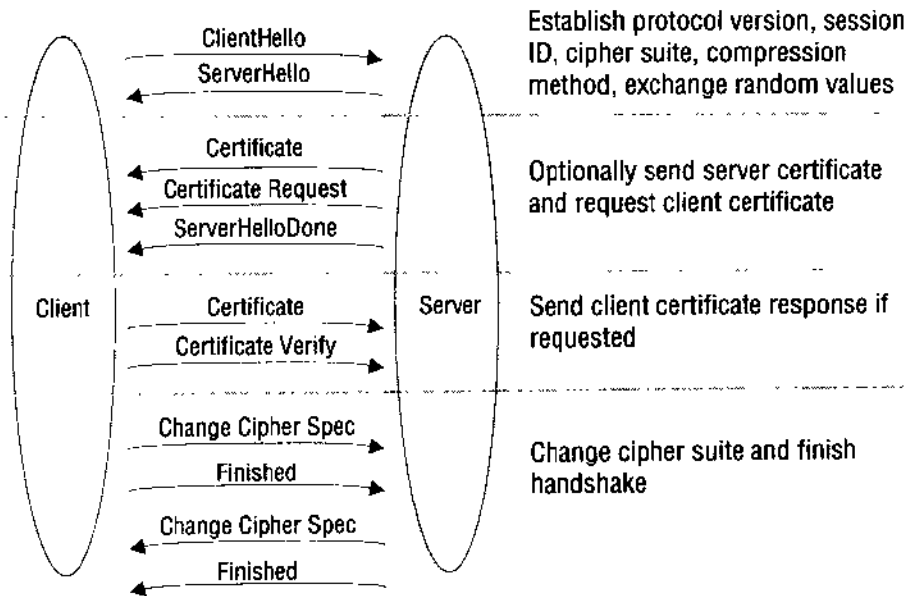 ClientHello
ServerHello
Establish protocol version, session
ID, cipher suite, compression
method, exchange random values
Certificate
Certificate Request
ServerHelloDone
Optionally send server certificate
and request client certificate
Client
Certificate
Certificate Verify
Server
Send client certificate response if
requested
Change Cipher Spec
Finished
Change Cipher Spec
Finished
Change cipher suite and finish
handshake